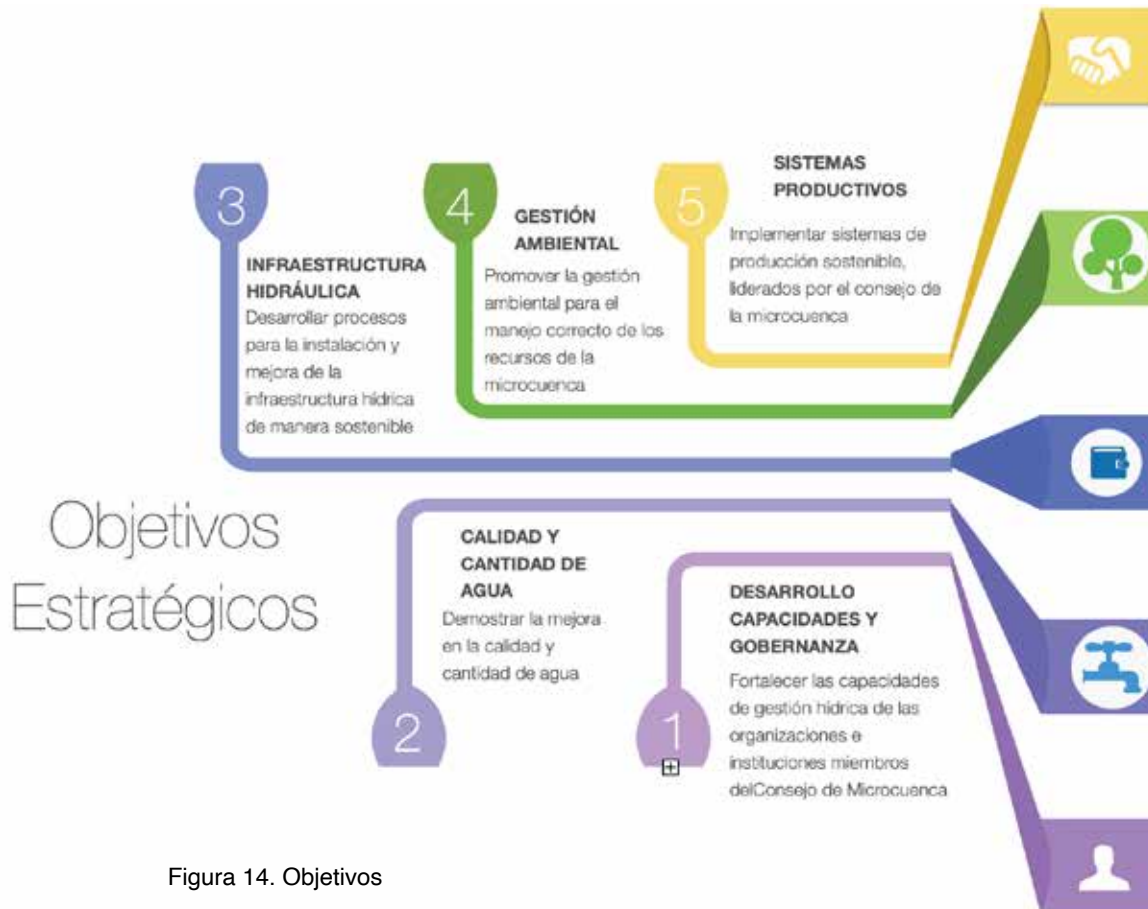 3
INFRAESTRUCTURA
HIDRÁULICA
Desarrollar procesos
para la instalación y
mejora de la
infraestructura hídrica
de manera sostenible
4
GESTIÓN
AMBIENTAL
Promover la gestión
ambiental para el
manejo correcto de los
recursos de la
microcuenca
5
SISTEMAS
PRODUCTIVOS
Implementar sistemas de
producción sostenible,
liderados por el consejo de
la microcuenca
Objetivos
Estratégicos
2
CALIDAD Y
CANTIDAD DE
AGUA
Demostrar la mejora
en la calidad y
cantidad de agua
1
DESARROLLO
CAPACIDADES Y
GOBERNANZA
Fortalecer las capacidades
de gestión hídrica de las
organizaciones e
instituciones miembros
delConsejo de Microcuenca
Figura 14. Objetivos